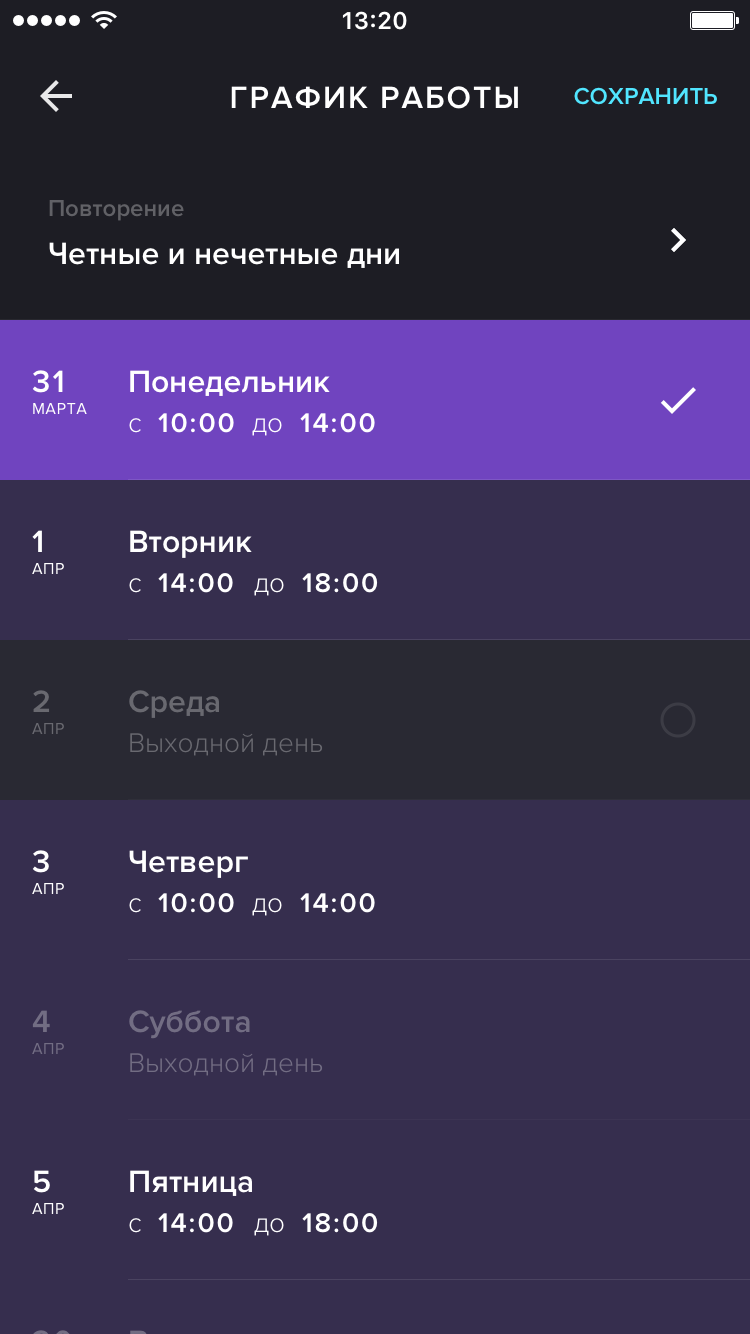 13:20
ГРАФИК РАБОТЫ
СОХРАНИТЬ
Повторение
Четные и нечетные дни
31
МАРТА
Понедельник
с 10:00 до 14:00
1
АПР
Вторник
с 14:00 до 18:00
2
АПР
Среда
Выходной день
3
АПР
Четверг
с 10:00 до 14:00
4
АПР
Суббота
Выходной день
5
АПР
Пятница
с 14:00 до 18:00